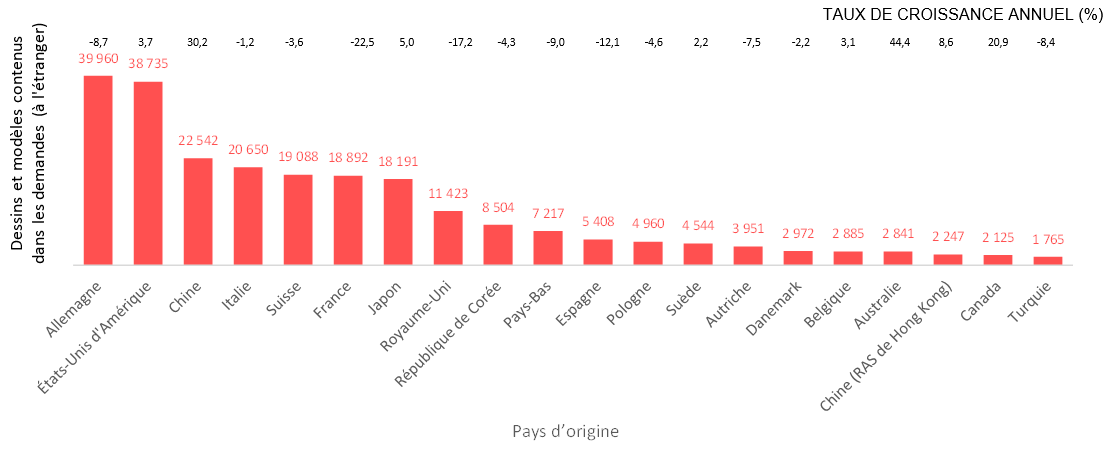 TAUX DE CROISSANCE ANNUEL (%)
-8,7 3,7 30,2 -1,2 -3,6 -22,5 5,0 -17,2 -4,3 -9,0 -12,1 -4,6 2,2 -7,5 -2,2 3,1 44,4 8,6 20,9 -8,4
Dessins et modèles contenus
dans les demandes (à l'étranger)
39 960 38 735 22 542 20 650 19 088 18 892 18 191 11 423 8 504 7 217 5 408 4 960 4 544 3 951 2 972 2 885 2 841 2 247 2 125 1 765
Allemagne
États-Unis d'Amérique
Chine
Italie
Suisse
France
Japon
Royaume-Uni
République de Corée
Pays-Bas
Espagne
Pologne
Suède
Autriche
Danemark
Belgique
Australie
Chine (RAS de Hong Kong)
Canada
Turquie
Pays d’origine